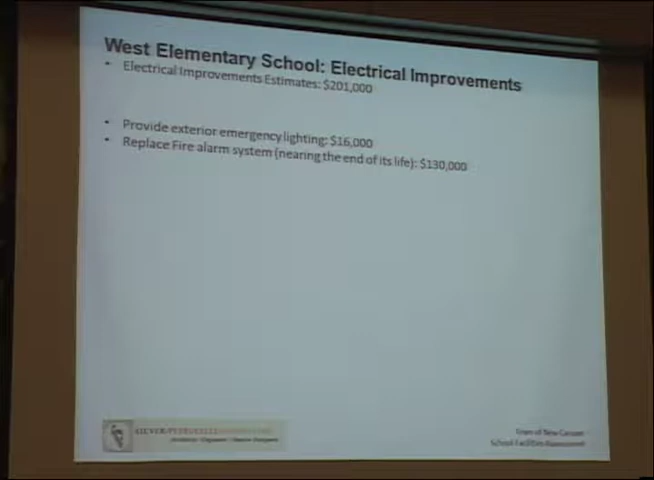 West Elementary School: Electrical Improvements
• Electrical Improvements Estimates: $201,000
• Provide exterior emergency lighting: $16,000
• Replace Fire alarm system (nearing the end of its life): $130,000
Town of New Canaan
School Facilities Assessment